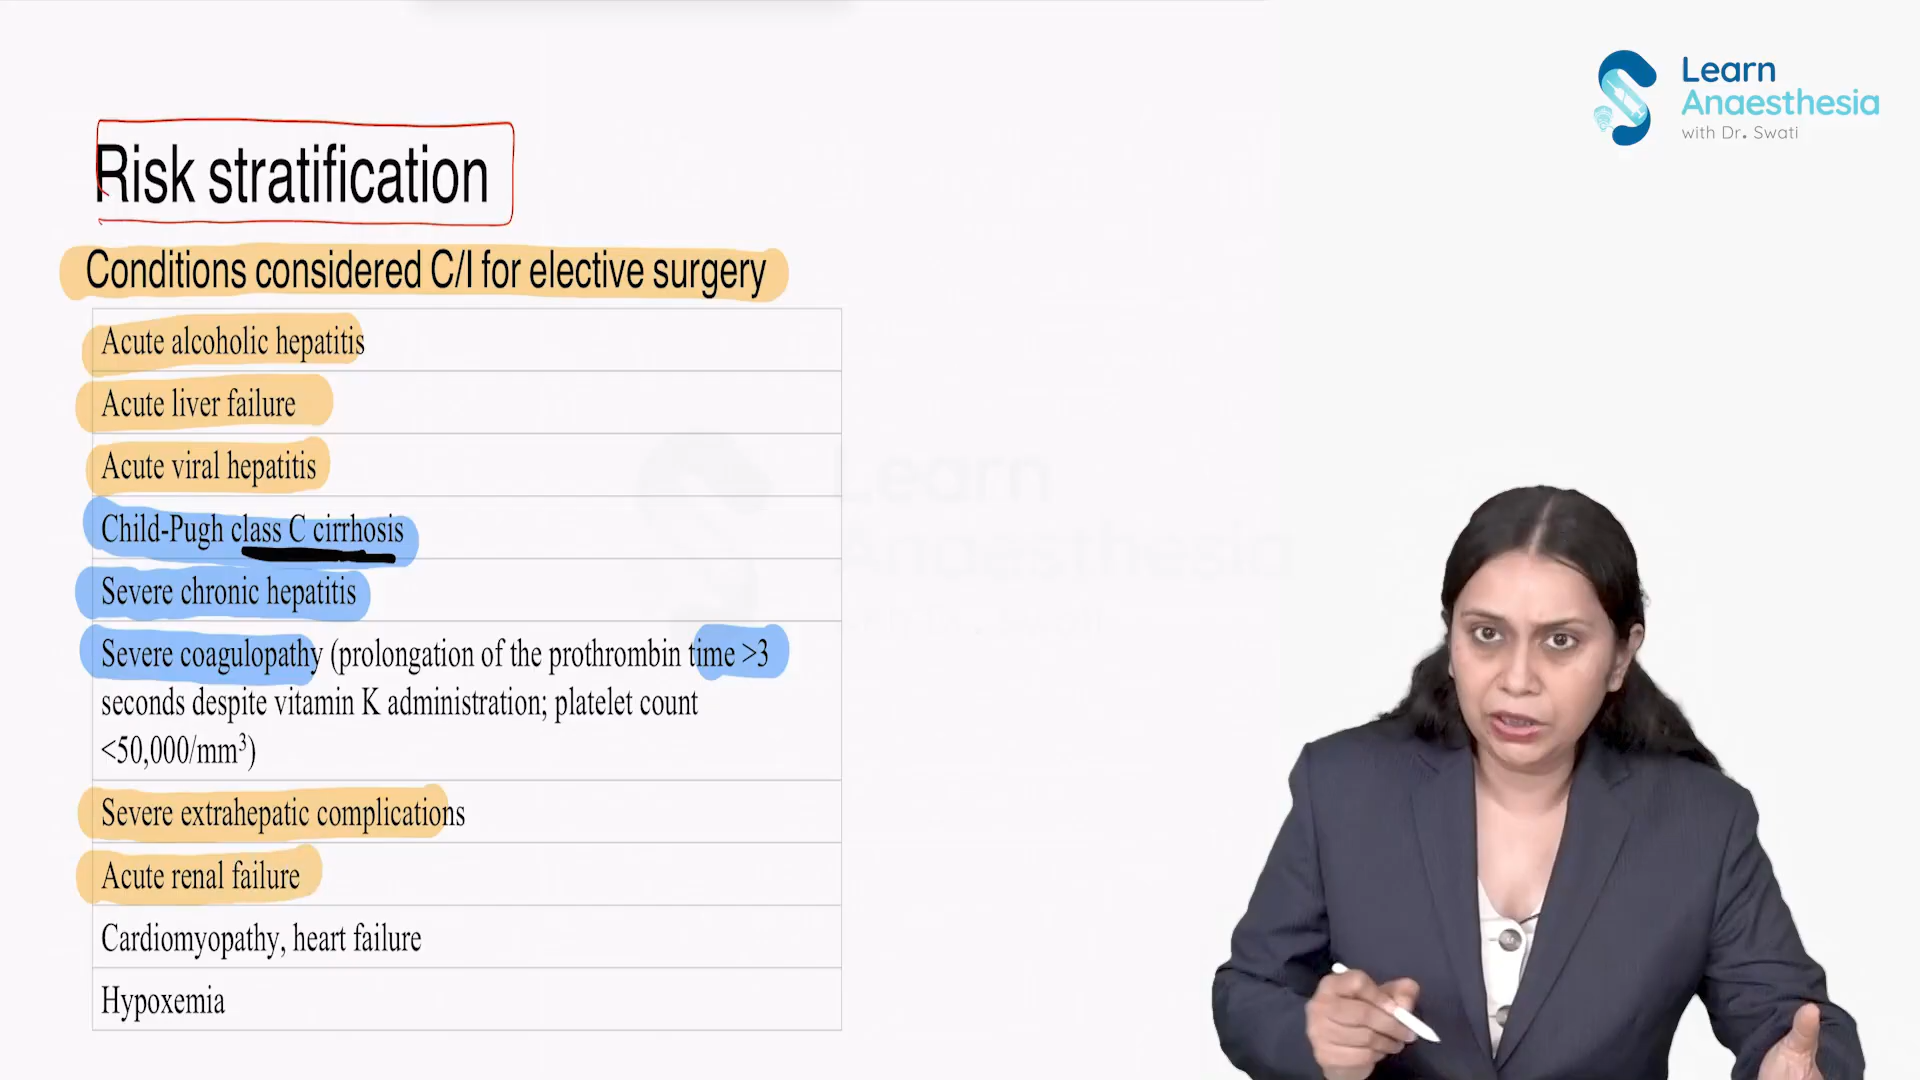 Learn
Anaesthesia
with Dr. Swati
Risk stratification
Conditions considered C/I for elective surgery
Acute alcoholic hepatitis
Acute liver failure
Acute viral hepatitis
Child-Pugh class C cirrhosis
Severe chronic hepatitis
Severe coagulopathy (prolongation of the prothrombin time >3
seconds despite vitamin K administration; platelet count
<50,000/mm³)
Severe extrahepatic complications
Acute renal failure
Cardiomyopathy, heart failure
Hypoxemia
Learn
Anaesthesia